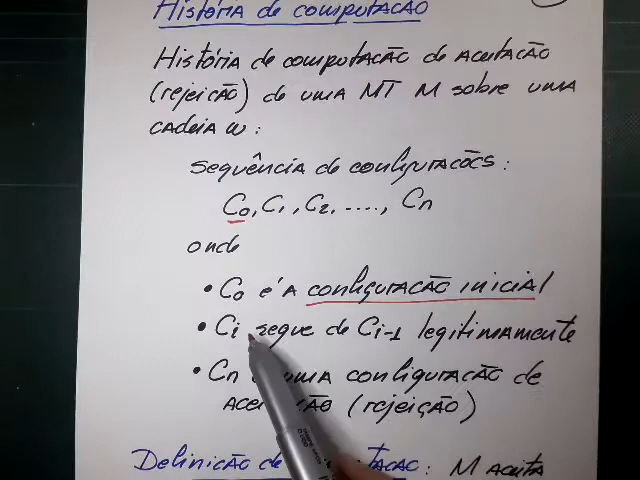 História de computação
História de computação de aceitação
(rejeição) de uma MT M sobre uma
cadeia w:
sequência de configurações:
C0, C1, C2, ...., Cn
onde
• C0 é a configuração inicial
• Ci segue de Ci-1 legitimamente
• Cn uma configuração de
(rejeição)
Definição de : M aceita